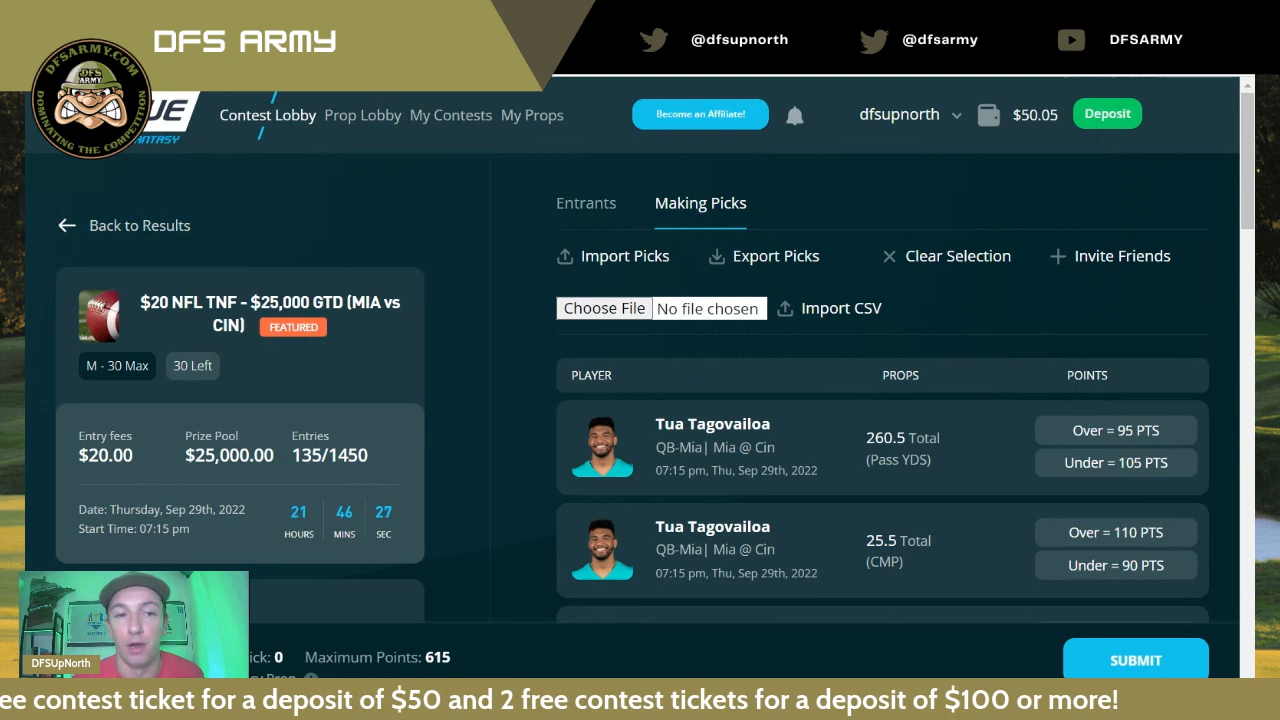 DFS ARMY
@dfsupnorth
@dfsarmy
DFSARMY
DFSARMY.COM
DFS
ARMY
DOMINATING THE COMPETITION
Contest Lobby
Prop Lobby
My Contests
My Props
Become an Affiliate!
dfsupnorth
$50.05
Deposit
Back to Results
Entrants
Making Picks
Import Picks
Export Picks
Clear Selection
Invite Friends
Choose File No file chosen
Import CSV
$20 NFL TNF - $25,000 GTD (MIA vs
CIN) FEATURED
M - 30 Max
30 Left
Entry fees
$20.00
Prize Pool
$25,000.00
Entries
135/1450
Date: Thursday, Sep 29th, 2022
Start Time: 07:15 pm
21
HOURS
46
MINS
27
SEC
PLAYER
PROPS
POINTS
Tua Tagovailoa
QB-Mia| Mia @ Cin
07:15 pm, Thu, Sep 29th, 2022
260.5 Total
(Pass YDS)
Over = 95 PTS
Under = 105 PTS
Tua Tagovailoa
QB-Mia| Mia @ Cin
07:15 pm, Thu, Sep 29th, 2022
25.5 Total
(CMP)
Over = 110 PTS
Under = 90 PTS
DFSUpNorth
0
Maximum Points: 615
SUBMIT
contest ticket for a deposit of $50 and 2 free contest tickets for a deposit of $100 or more!